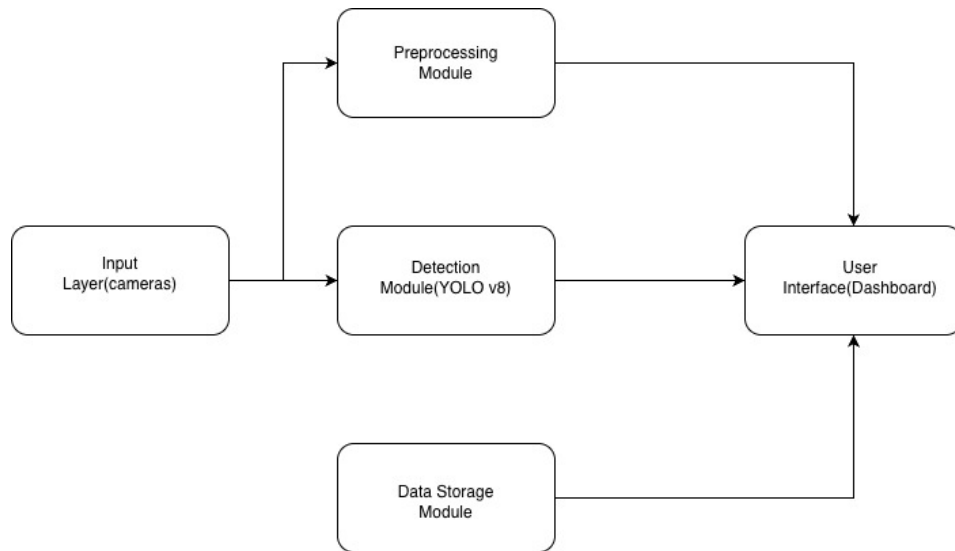 Preprocessing
Module
Input
Layer(cameras)
Detection
Module(YOLO v8)
User
Interface(Dashboard)
Data Storage
Module